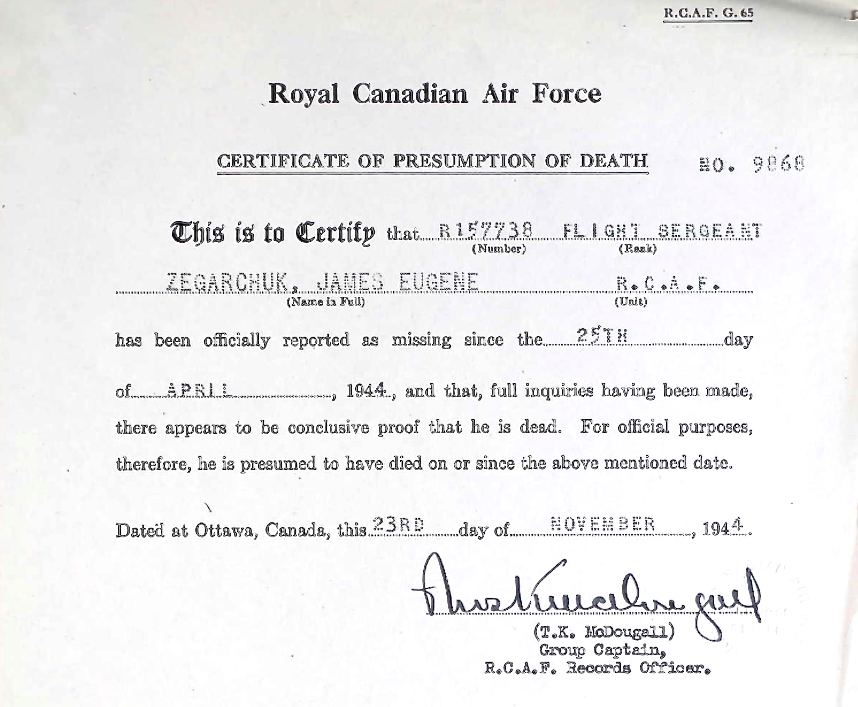 R.C.A.F. G. 65
Royal Canadian Air Force
CERTIFICATE OF PRESUMPTION OF DEATH NO. 9868
This is to Certify that R157738 FLIGHT SERGEANT
(Number) (Rank)
ZEGARCHUK, JAMES EUGENE R.C.A.F.
(Name in Full) (Unit)
has been officially reported as missing since the 25TH day
of APRIL, 1944, and that, full inquiries having been made,
there appears to be conclusive proof that he is dead. For official purposes,
therefore, he is presumed to have died on or since the above mentioned date.
Dated at Ottawa, Canada, this 23RD day of NOVEMBER, 1944.
(T.K. McDougall)
Group Captain,
R.C.A.F. Records Officer.